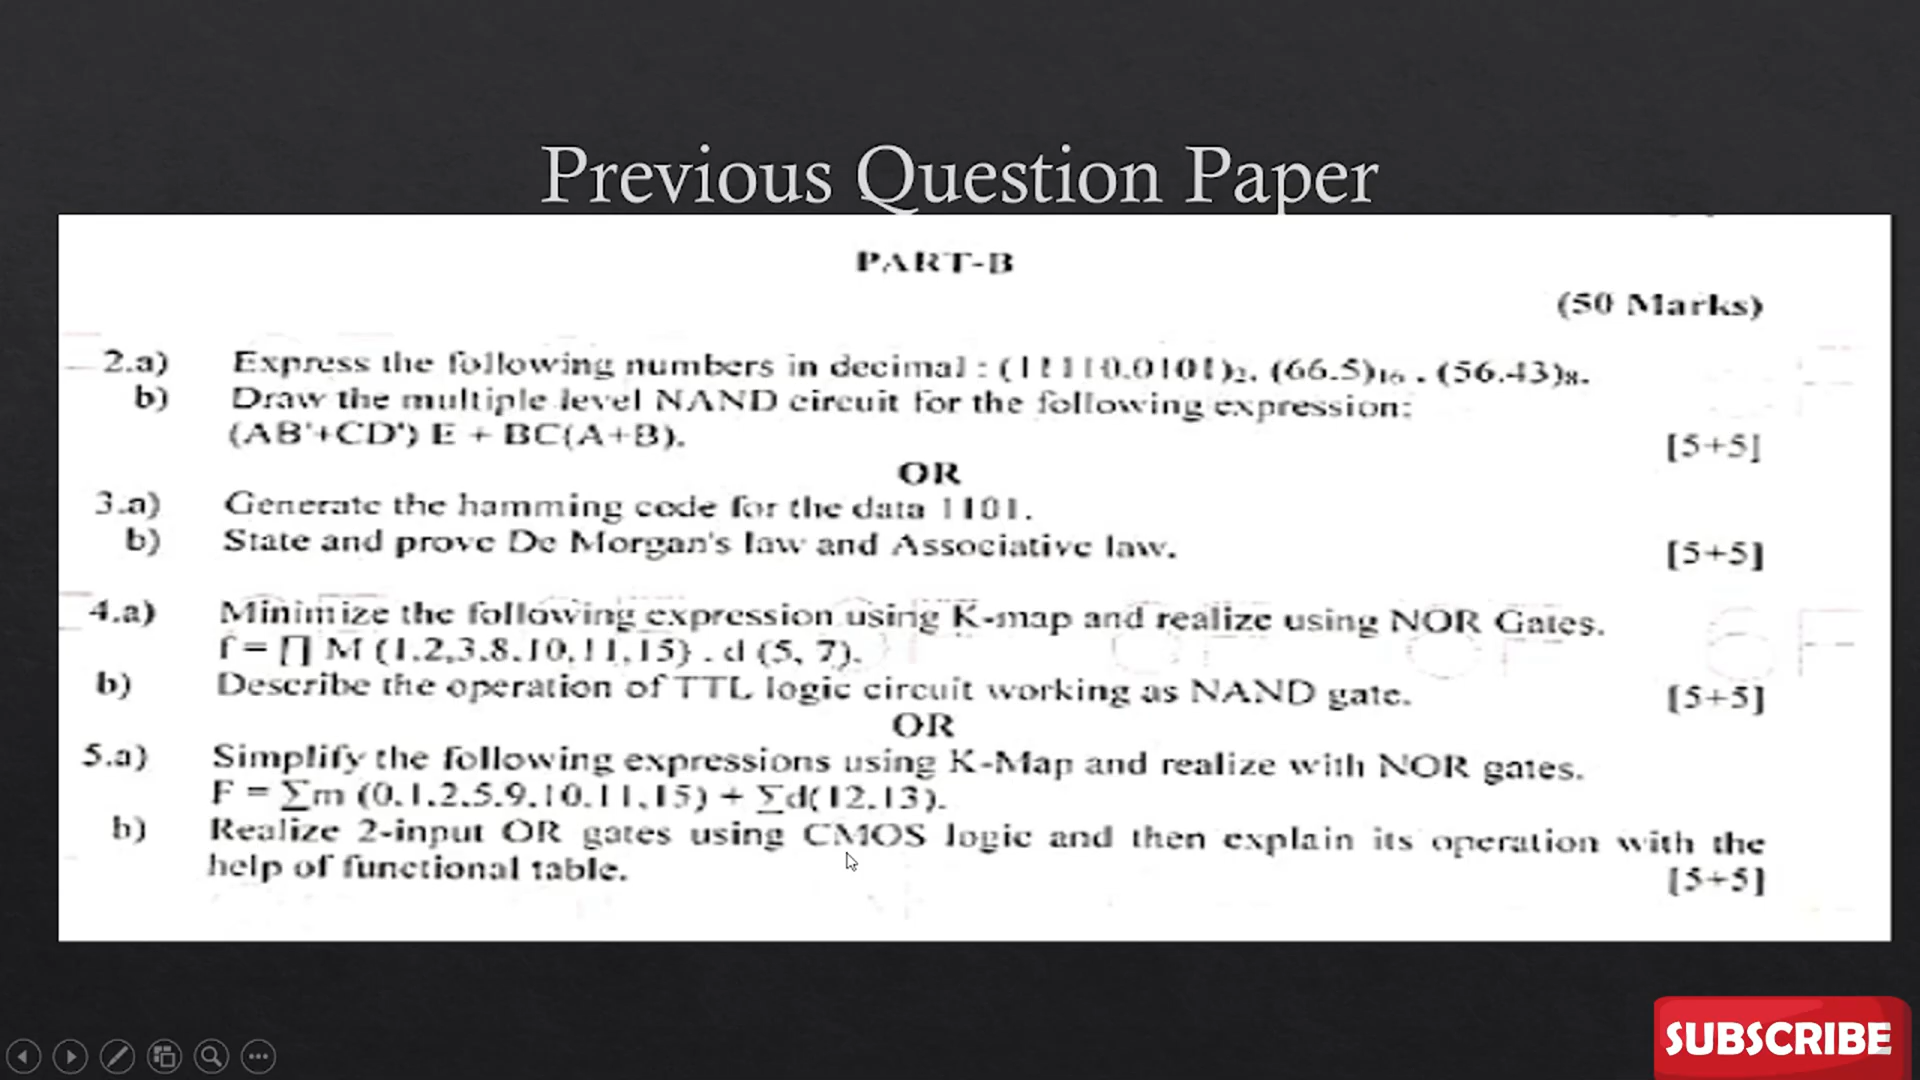 Previous Question Paper
PART-B
(50 Marks)
2.a) Express the following numbers in decimal : (11110.0101)₂, (66.5)₁₆ , (56.43)₈.
b) Draw the multiple level NAND circuit for the following expression:
(AB'+CD') E + BC(A+B).
[5+5]
OR
3.a) Generate the hamming code for the data 1101.
b) State and prove De Morgan's law and Associative law. [5+5]
4.a) Minimize the following expression using K-map and realize using NOR Gates.
f = ∏ M (1,2,3,8,10,11,15) . d (5, 7).
b) Describe the operation of TTL logic circuit working as NAND gate. [5+5]
OR
5.a) Simplify the following expressions using K-Map and realize with NOR gates.
F = ∑m (0,1,2,5,9,10,11,15) + ∑d(12,13).
b) Realize 2-input OR gates using CMOS logic and then explain its operation with the
help of functional table. [5+5]
SUBSCRIBE